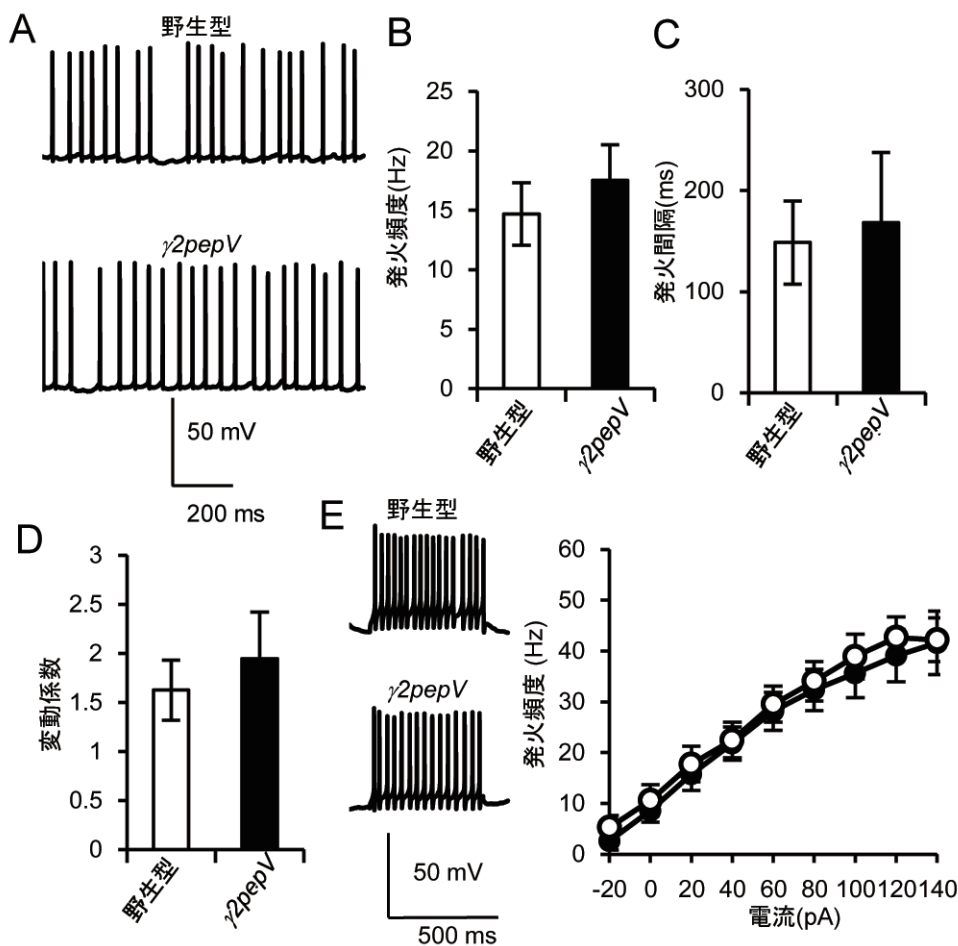 A
野生型
γ2pepV
50 mV
200 ms
B
発火頻度(Hz)
25
20
15
10
5
0
野生型
γ2pepV
C
発火間隔(ms)
300
200
100
0
野生型
γ2pepV
D
変動係数
3
2.5
2
1.5
1
0.5
0
野生型
γ2pepV
E
野生型
γ2pepV
50 mV
500 ms
発火頻度 (Hz)
60
50
40
30
20
10
0
-20 0 20 40 60 80 100 120 140
電流(pA)